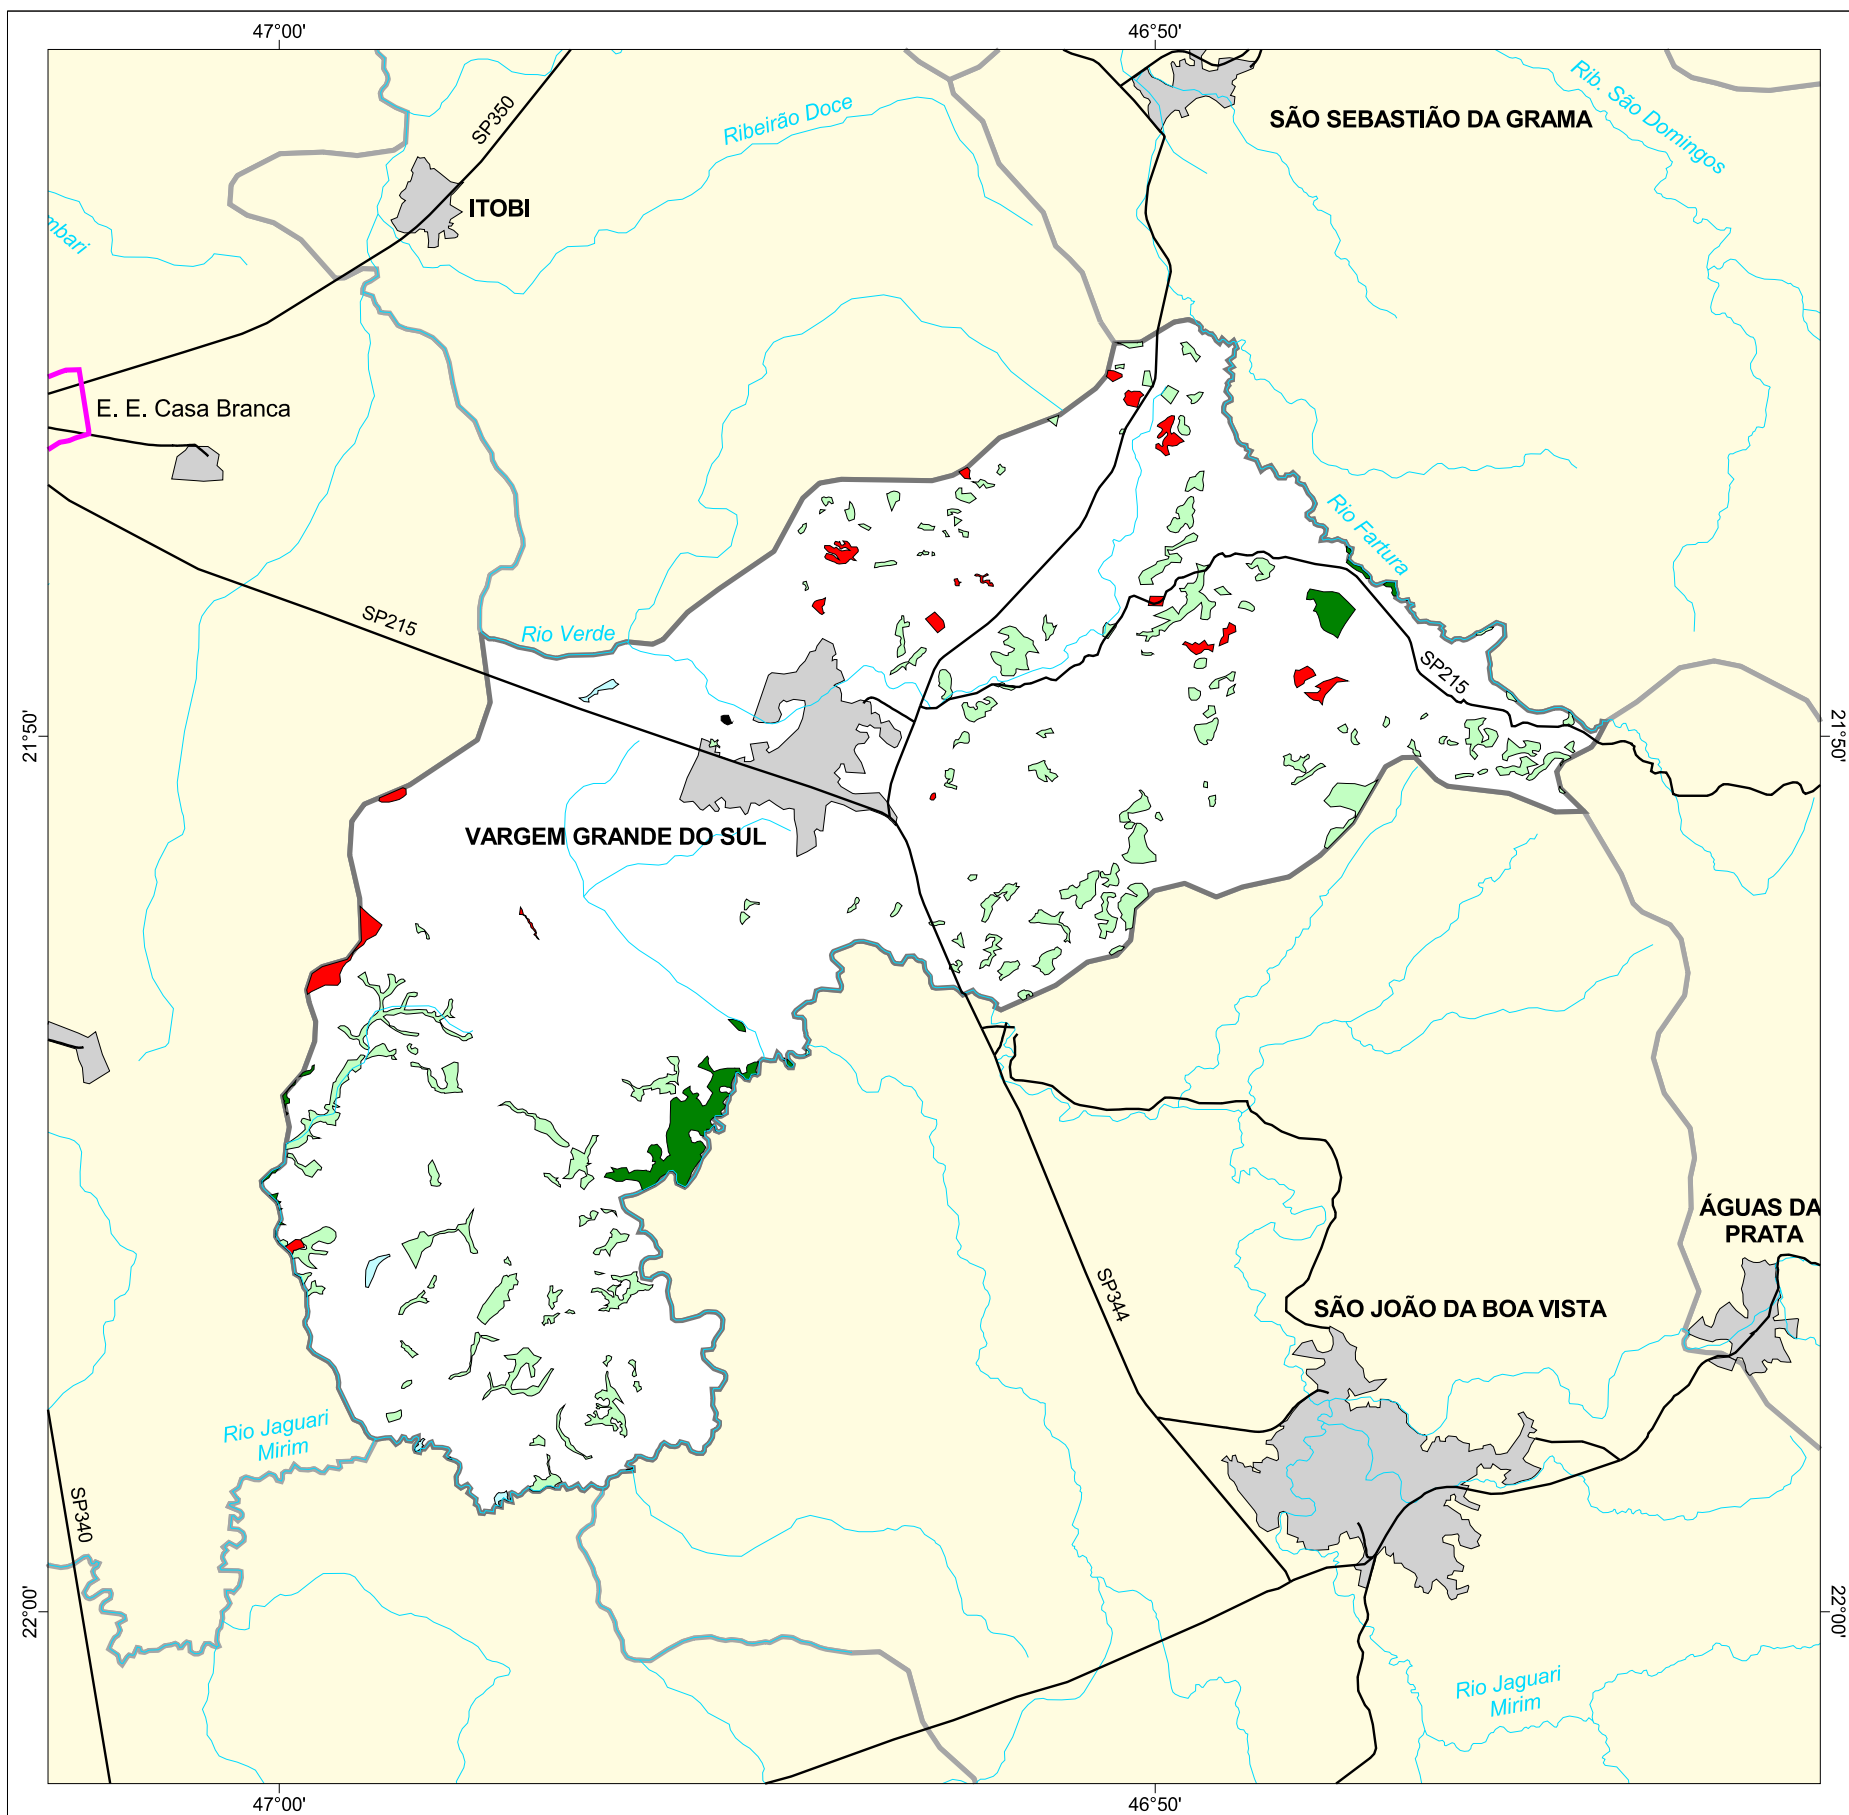 47°00'
46°50'
SP350
Ribeirão Doce
Rib. São Domingos
SÃO SEBASTIÃO DA GRAMA
ITOBI
mbari
E. E. Casa Branca
Rio Fartura
SP215
Rio Verde
SP215
21°50'
21°50'
VARGEM GRANDE DO SUL
ÁGUAS DA
PRATA
SP344
SÃO JOÃO DA BOA VISTA
Rio Jaguari
Mirim
SP340
22°00'
22°00'
Rio Jaguari
Mirim
47°00'
46°50'